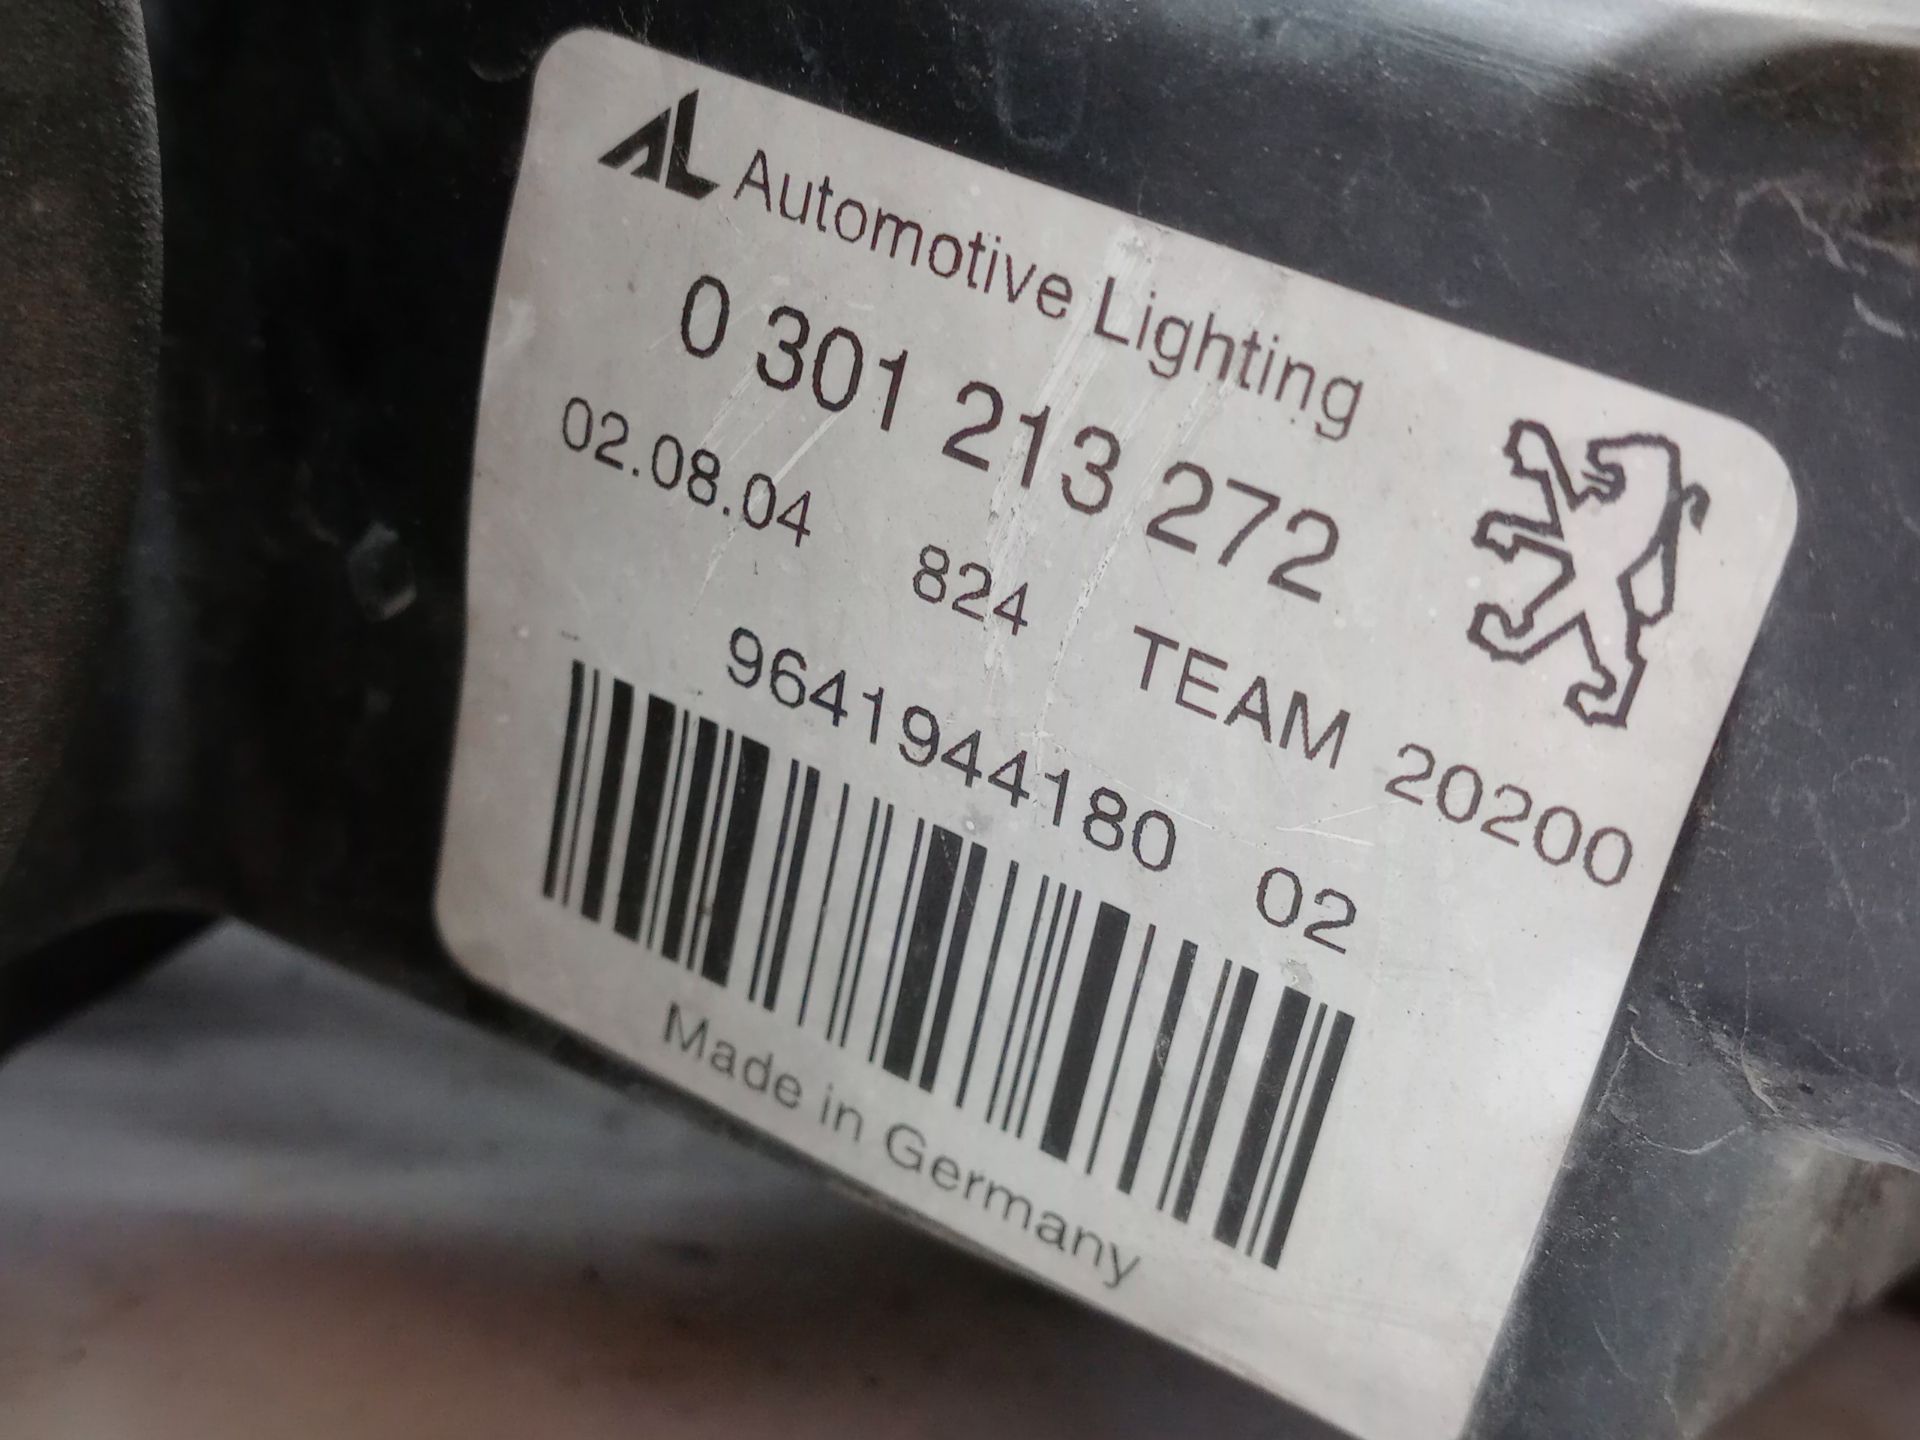 AL Automotive Lighting
0 301 213 272
02.08.04 824 TEAM 20200
9641944180 02
Made in Germany